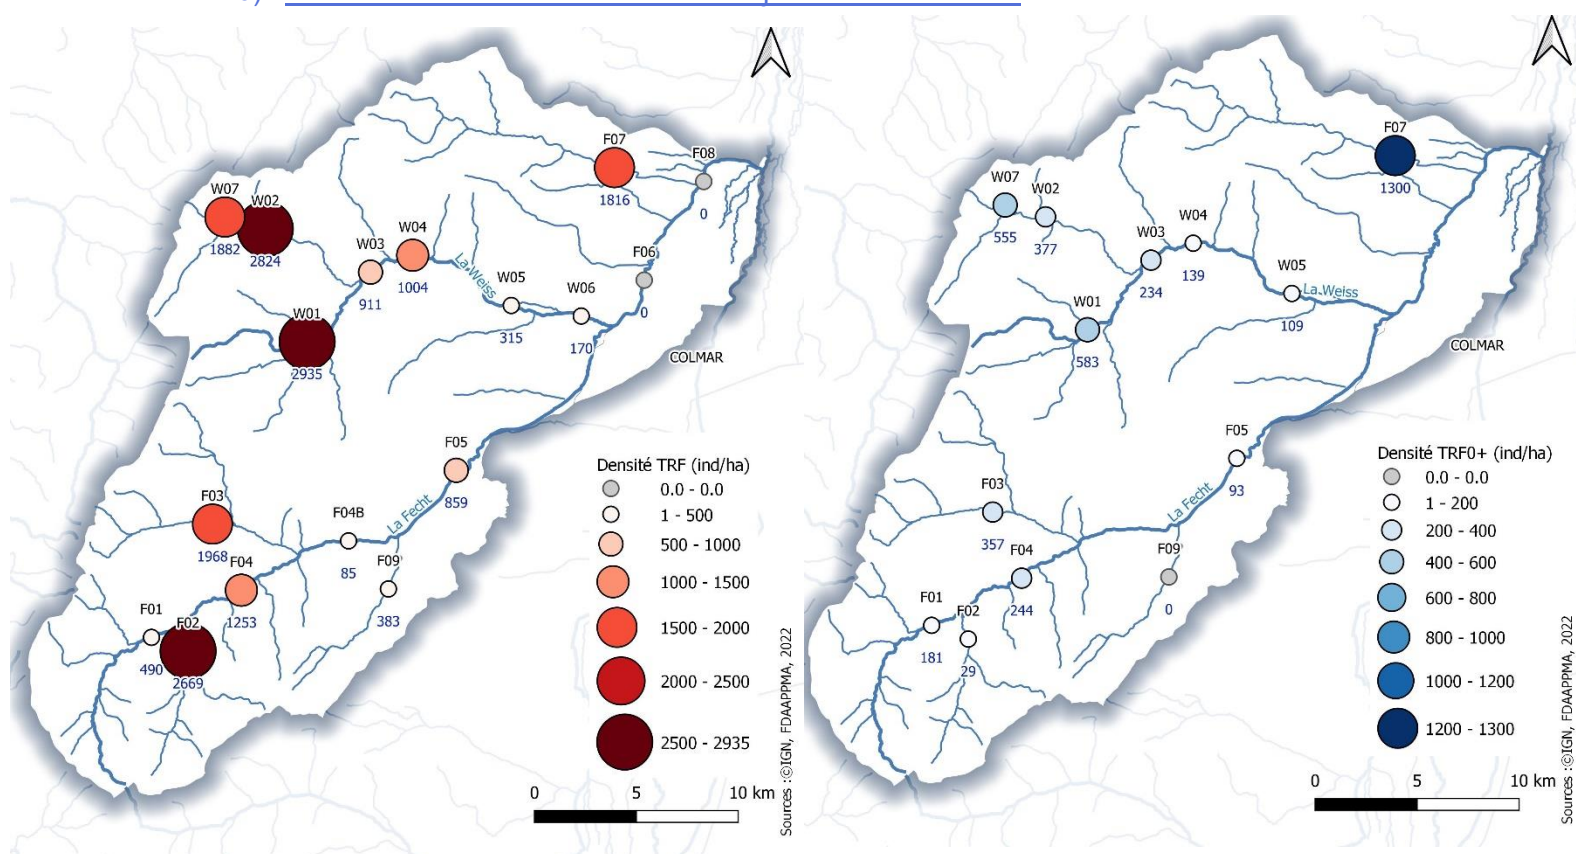 F07
F08
1816
0
W07
W02
1882
2824
W03
W04
911
1004
La Weiss
W05
W06
315
170
F06
0
W01
2935
COLMAR
F05
859
La Fecht
F03
1968
F04B
85
F04
1253
F09
383
F01
490
F02
2669
Densité TRF (ind/ha)
0.0 - 0.0
1 - 500
500 - 1000
1000 - 1500
1500 - 2000
2000 - 2500
2500 - 2935
0 5 10 km
Sources :©IGN, FDAAPPMA, 2022
F07
1300
W07
W02
555
377
W03
W04
234
139
W05
La Weiss
109
W01
583
COLMAR
F05
93
La Fecht
F03
357
F04
244
F09
0
F01
181
F02
29
Densité TRF0+ (ind/ha)
0.0 - 0.0
1 - 200
200 - 400
400 - 600
600 - 800
800 - 1000
1000 - 1200
1200 - 1300
0 5 10 km
Sources :©IGN, FDAAPPMA, 2022